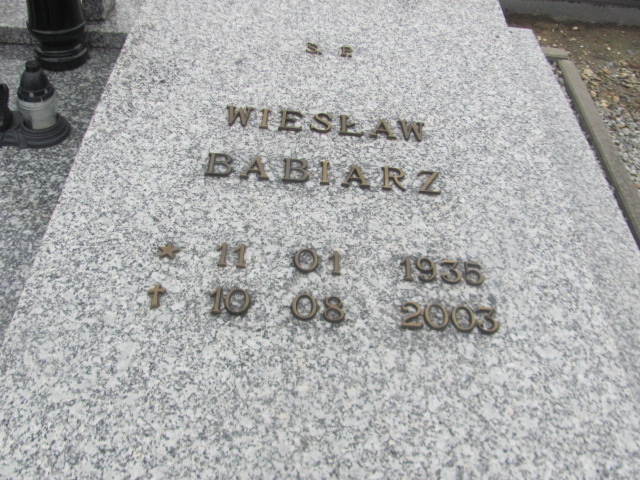 Ś P
WIESŁAW
BABIARZ
★ 11 01 1935
✝ 10 08 2003